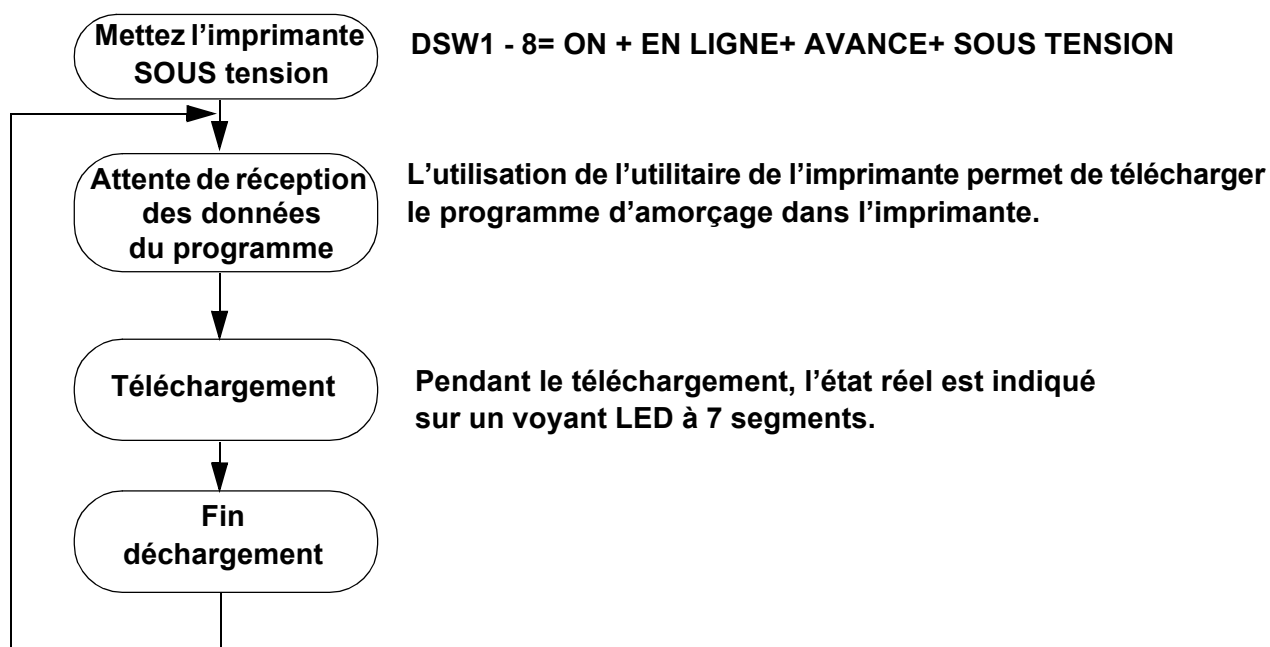 Mettez l'imprimante
SOUS tension
DSW1 - 8= ON + EN LIGNE+ AVANCE+ SOUS TENSION
Attente de réception
des données
du programme
L'utilisation de l'utilitaire de l'imprimante permet de télécharger
le programme d'amorçage dans l'imprimante.
Téléchargement
Pendant le téléchargement, l'état réel est indiqué
sur un voyant LED à 7 segments.
Fin
déchargement